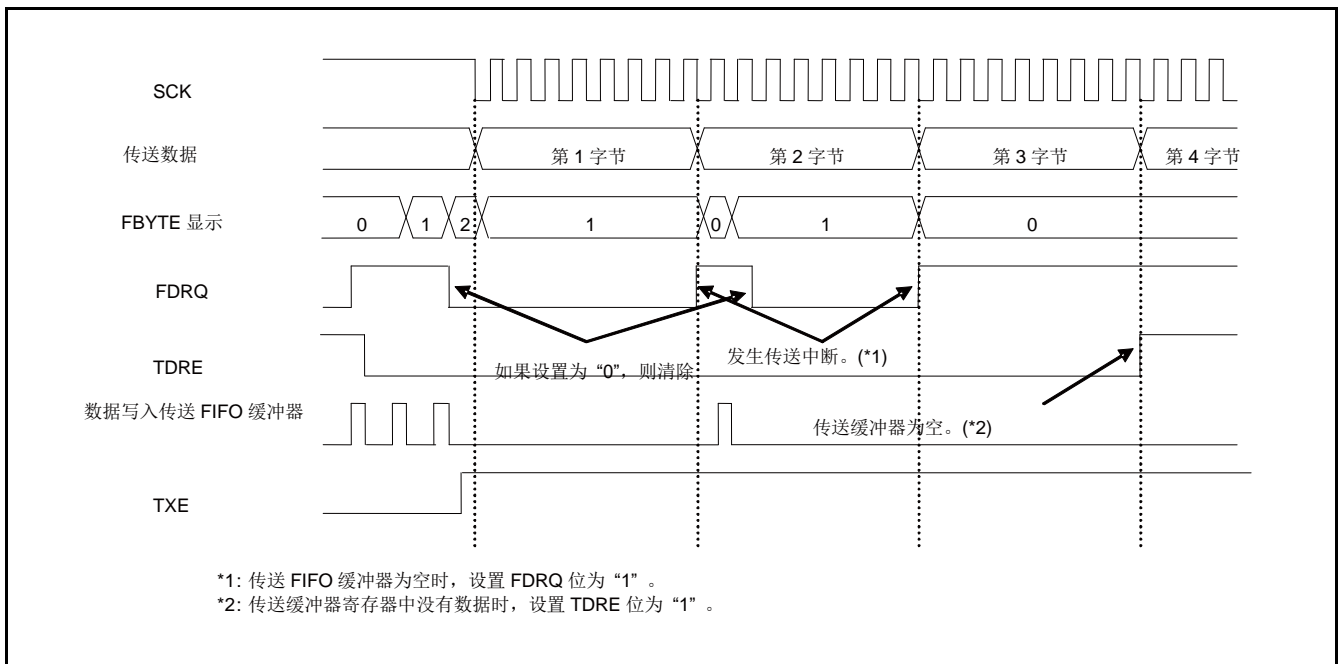 SCK
传送数据
第 1 字节
第 2 字节
第 3 字节
第 4 字节
FBYTE 显示
0
1
2
1
0
1
0
FDRQ
TDRE
如果设置为 “0”，则清除
发生传送中断。(*1)
数据写入传送 FIFO 缓冲器
传送缓冲器为空。(*2)
TXE
*1: 传送 FIFO 缓冲器为空时，设置 FDRQ 位为 “1” 。
*2: 传送缓冲器寄存器中没有数据时，设置 TDRE 位为 “1” 。